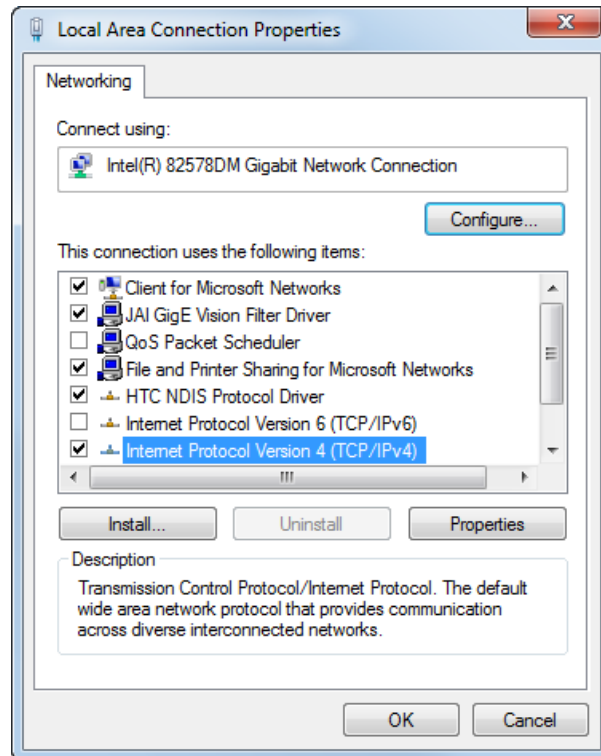 Local Area Connection Properties
Networking
Connect using:
Intel(R) 82578DM Gigabit Network Connection
Configure...
This connection uses the following items:
Client for Microsoft Networks
JAI GigE Vision Filter Driver
QoS Packet Scheduler
File and Printer Sharing for Microsoft Networks
HTC NDIS Protocol Driver
Internet Protocol Version 6 (TCP/IPv6)
Internet Protocol Version 4 (TCP/IPv4)
Install... Uninstall Properties
Description
Transmission Control Protocol/Internet Protocol. The default
wide area network protocol that provides communication
across diverse interconnected networks.
OK Cancel